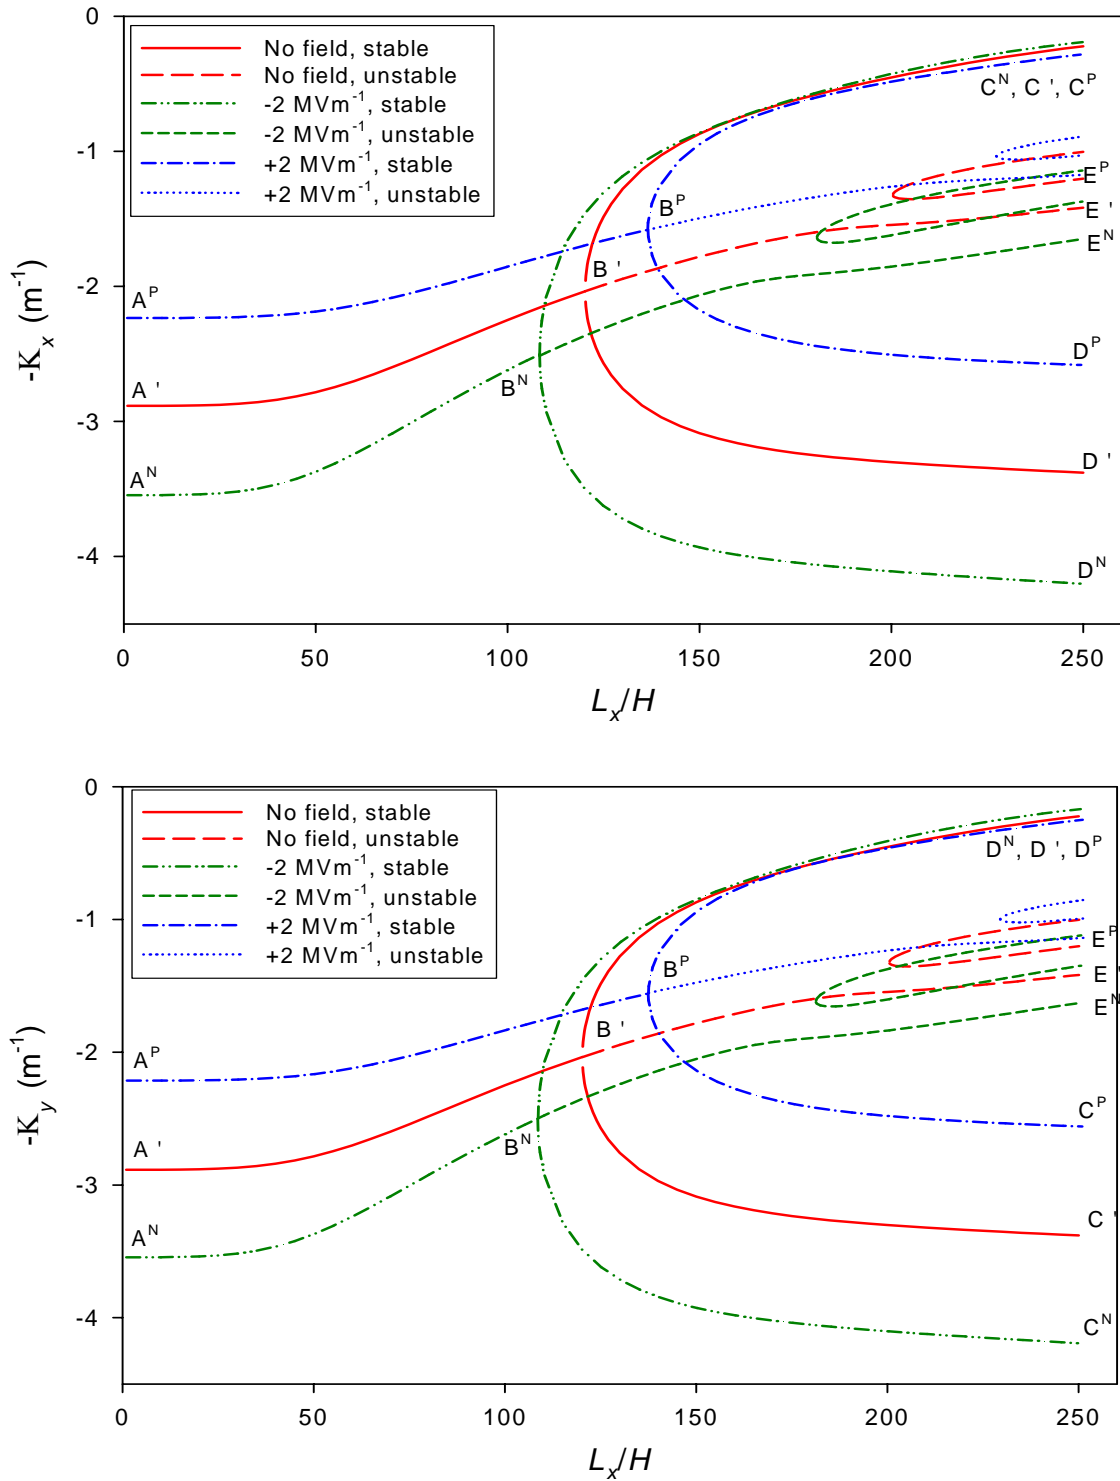 0
No field, stable
No field, unstable
-2 MVm⁻¹, stable
-2 MVm⁻¹, unstable
+2 MVm⁻¹, stable
+2 MVm⁻¹, unstable
Cᴺ, C ', Cᴾ
-1
Eᴾ
Bᴾ
E '
Eᴺ
B '
-2
Aᴾ
-Kₓ (m⁻¹)
Dᴾ
Bᴺ
A '
-3
Aᴺ
D '
-4
Dᴺ
0 50 100 150 200 250
Lₓ/H
0
No field, stable
No field, unstable
-2 MVm⁻¹, stable
-2 MVm⁻¹, unstable
+2 MVm⁻¹, stable
+2 MVm⁻¹, unstable
Dᴺ, D ', Dᴾ
-1
Eᴾ
Bᴾ
E '
Eᴺ
B '
-2
Aᴾ
-K_y (m⁻¹)
Cᴾ
Bᴺ
A '
-3
C '
Aᴺ
-4
Cᴺ
0 50 100 150 200 250
Lₓ/H